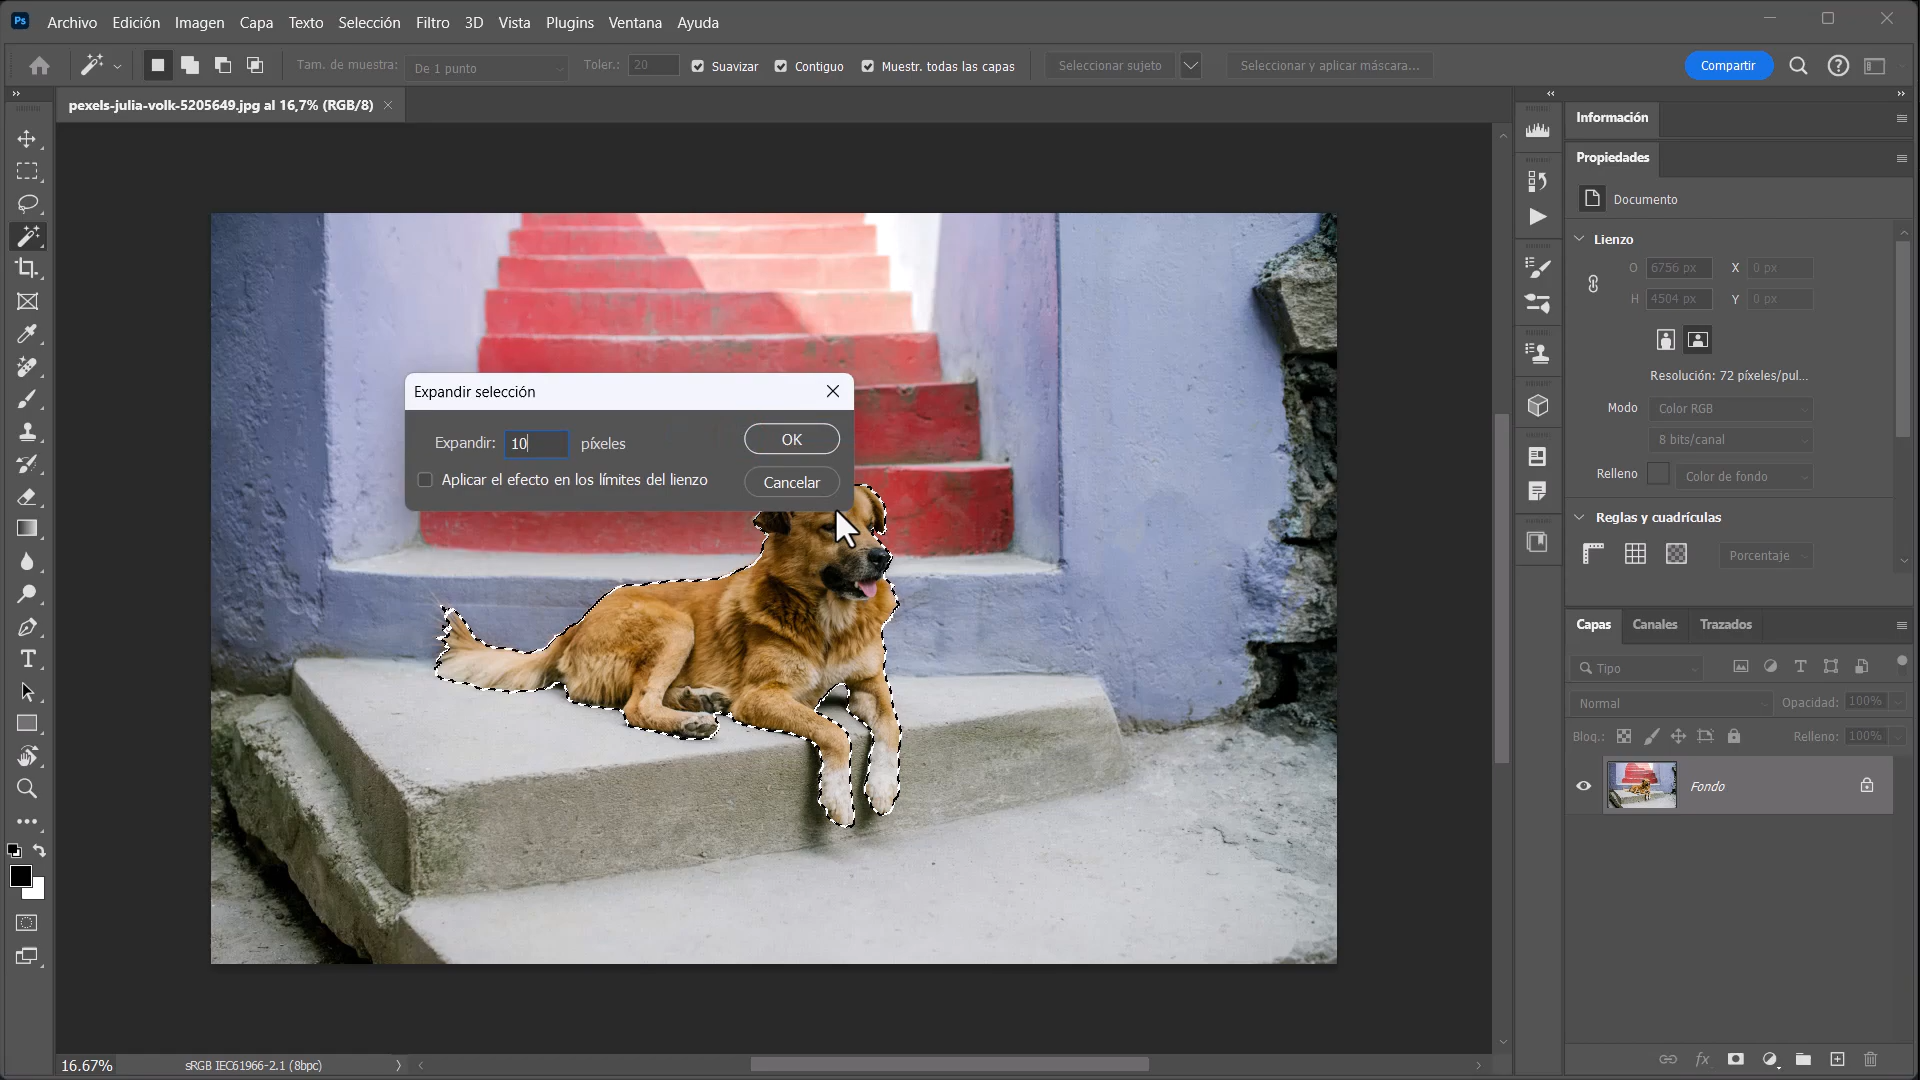 Ps Archivo Edición Imagen Capa Texto Selección Filtro 3D Vista Plugins Ventana Ayuda
Tam. de muestra: De 1 punto Toler.: 20 Suavizar Contiguo Muestr. todas las capas Seleccionar sujeto Seleccionar y aplicar máscara... Compartir
pexels-julia-volk-5205649.jpg al 16,7% (RGB/8)
Expandir selección
Expandir: 10 píxeles
OK
Aplicar el efecto en los límites del lienzo
Cancelar
Información
Propiedades
Documento
Lienzo
O 6756 px X 0 px
H 4504 px Y 0 px
Resolución: 72 píxeles/pul...
Modo Color RGB
8 bits/canal
Relleno Color de fondo
Reglas y cuadrículas
Porcentaje
Capas Canales Trazados
Tipo
Normal Opacidad: 100%
Bloq.: Relleno: 100%
Fondo
fx
16.67% sRGB IEC61966-2.1 (8bpc)